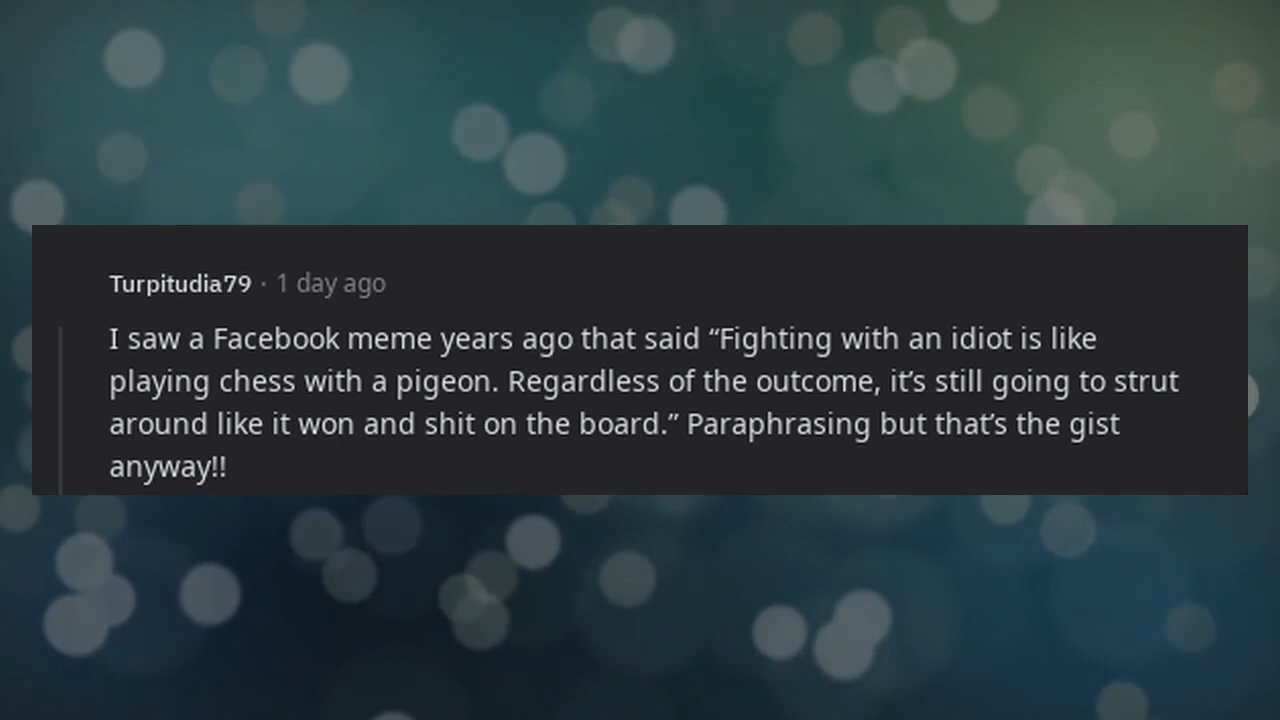 Turpitudia79 · 1 day ago
I saw a Facebook meme years ago that said “Fighting with an idiot is like
playing chess with a pigeon. Regardless of the outcome, it’s still going to strut
around like it won and shit on the board.” Paraphrasing but that’s the gist
anyway!!